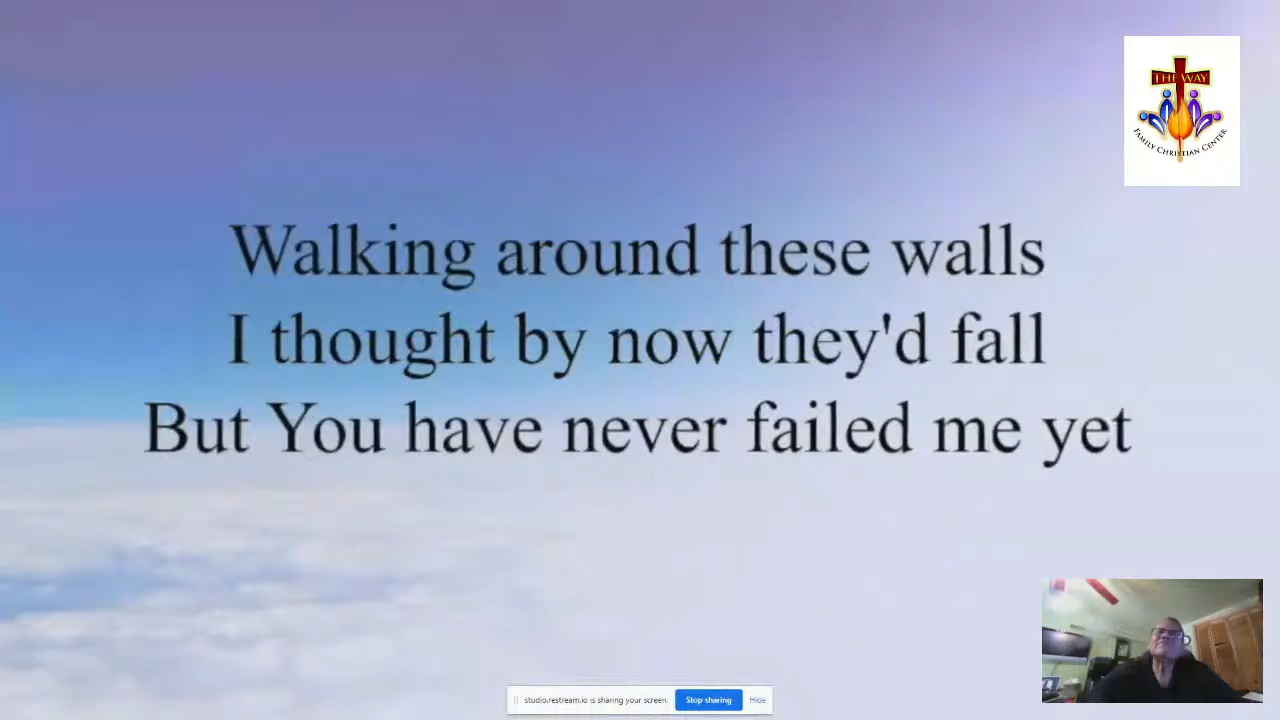 THE WAY
FAMILY CHRISTIAN CENTER
Walking around these walls
I thought by now they'd fall
But You have never failed me yet
studio.restream.io is sharing your screen.
Stop sharing
Hide